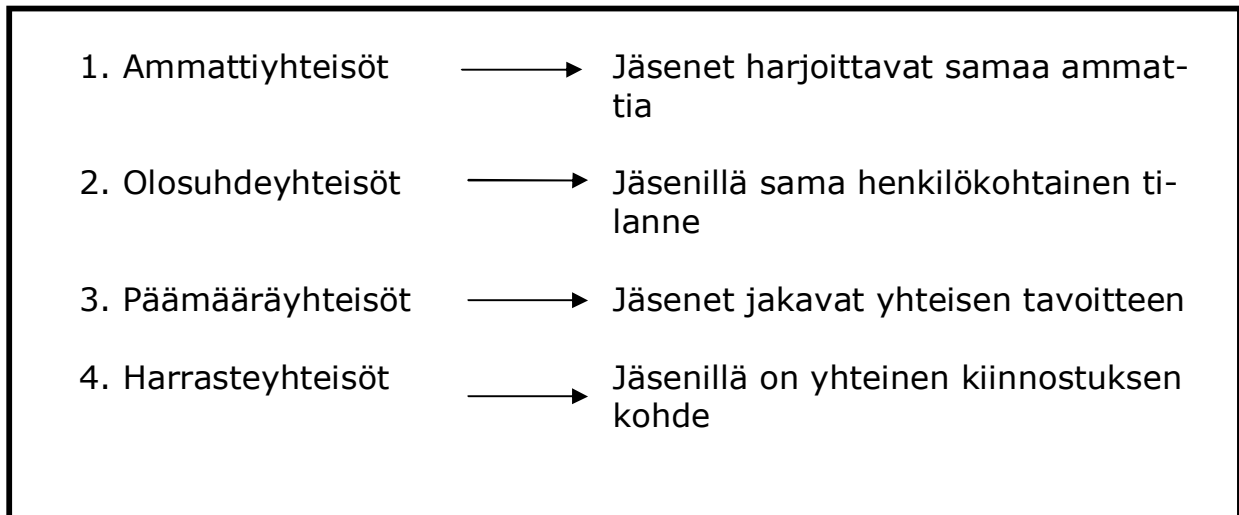 1. Ammattiyhteisöt Jäsenet harjoittavat samaa ammat-
tia
2. Olosuhdeyhteisöt Jäsenillä sama henkilökohtainen ti-
lanne
3. Päämääräyhteisöt Jäsenet jakavat yhteisen tavoitteen
4. Harrasteyhteisöt Jäsenillä on yhteinen kiinnostuksen
kohde